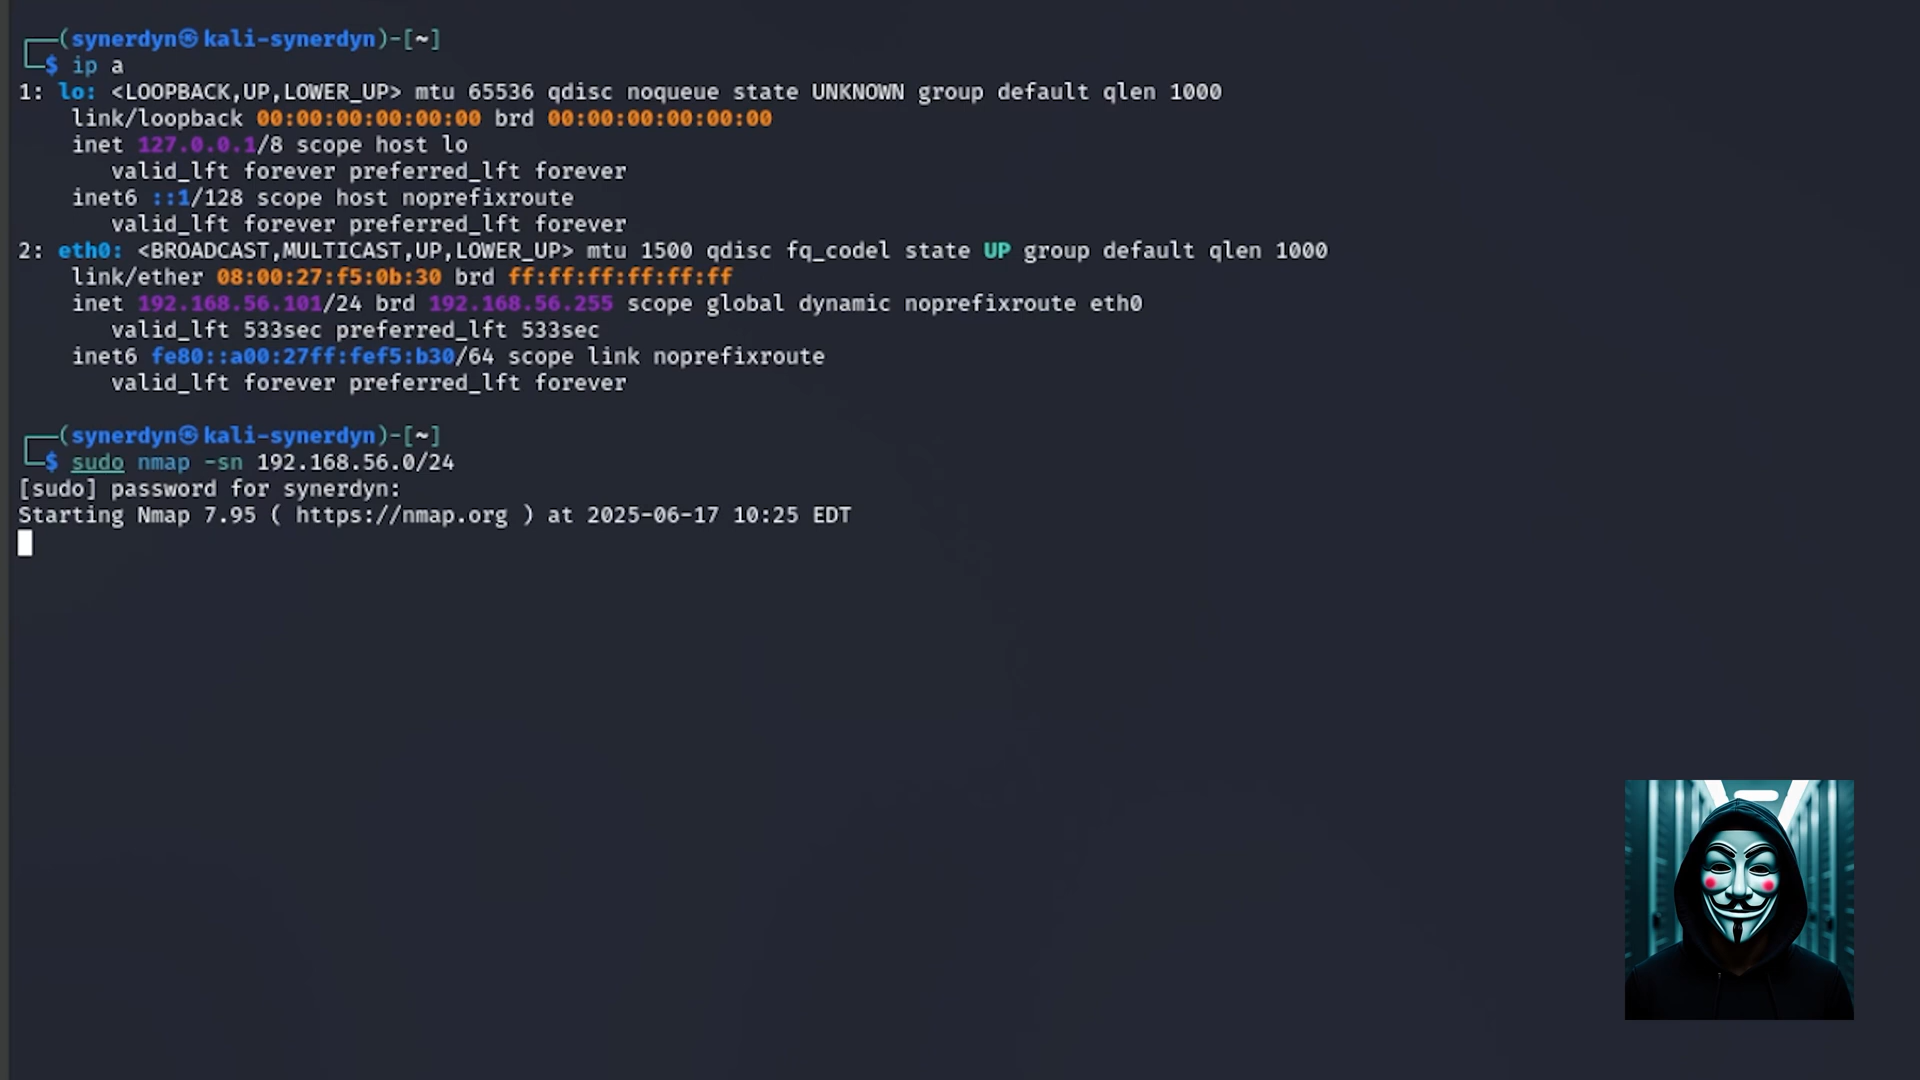 ┌──(synerdyn㉿kali-synerdyn)-[~]
└─$ ip a
1: lo: <LOOPBACK,UP,LOWER_UP> mtu 65536 qdisc noqueue state UNKNOWN group default qlen 1000
    link/loopback 00:00:00:00:00:00 brd 00:00:00:00:00:00
    inet 127.0.0.1/8 scope host lo
       valid_lft forever preferred_lft forever
    inet6 ::1/128 scope host noprefixroute
       valid_lft forever preferred_lft forever
2: eth0: <BROADCAST,MULTICAST,UP,LOWER_UP> mtu 1500 qdisc fq_codel state UP group default qlen 1000
    link/ether 08:00:27:f5:0b:30 brd ff:ff:ff:ff:ff:ff
    inet 192.168.56.101/24 brd 192.168.56.255 scope global dynamic noprefixroute eth0
       valid_lft 533sec preferred_lft 533sec
    inet6 fe80::a00:27ff:fef5:b30/64 scope link noprefixroute
       valid_lft forever preferred_lft forever
┌──(synerdyn㉿kali-synerdyn)-[~]
└─$ sudo nmap -sn 192.168.56.0/24
[sudo] password for synerdyn:
Starting Nmap 7.95 ( https://nmap.org ) at 2025-06-17 10:25 EDT